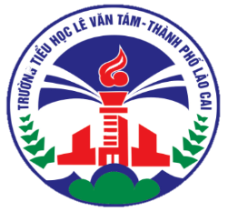 TRƯỜNG TIỂU HỌC LÊ VĂN TÁM - THÀNH PHỐ LÀO CAI